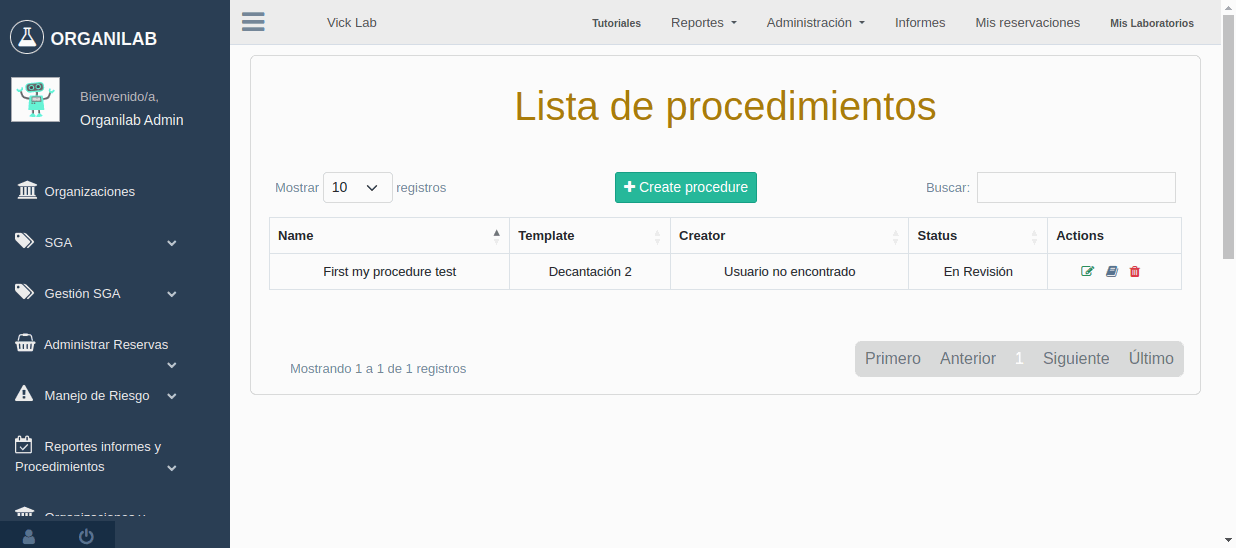 ORGANILAB
Bienvenido/a,
Organilab Admin
Organizaciones
SGA
Gestión SGA
Administrar Reservas
Manejo de Riesgo
Reportes informes y
Procedimientos
Organizaciones y
Vick Lab
Tutoriales
Reportes
Administración
Informes
Mis reservaciones
Mis Laboratorios
Lista de procedimientos
Mostrar 10 registros
Create procedure
Buscar:
Name Template Creator Status Actions
First my procedure test Decantación 2 Usuario no encontrado En Revisión
Mostrando 1 a 1 de 1 registros
Primero Anterior 1 Siguiente Último